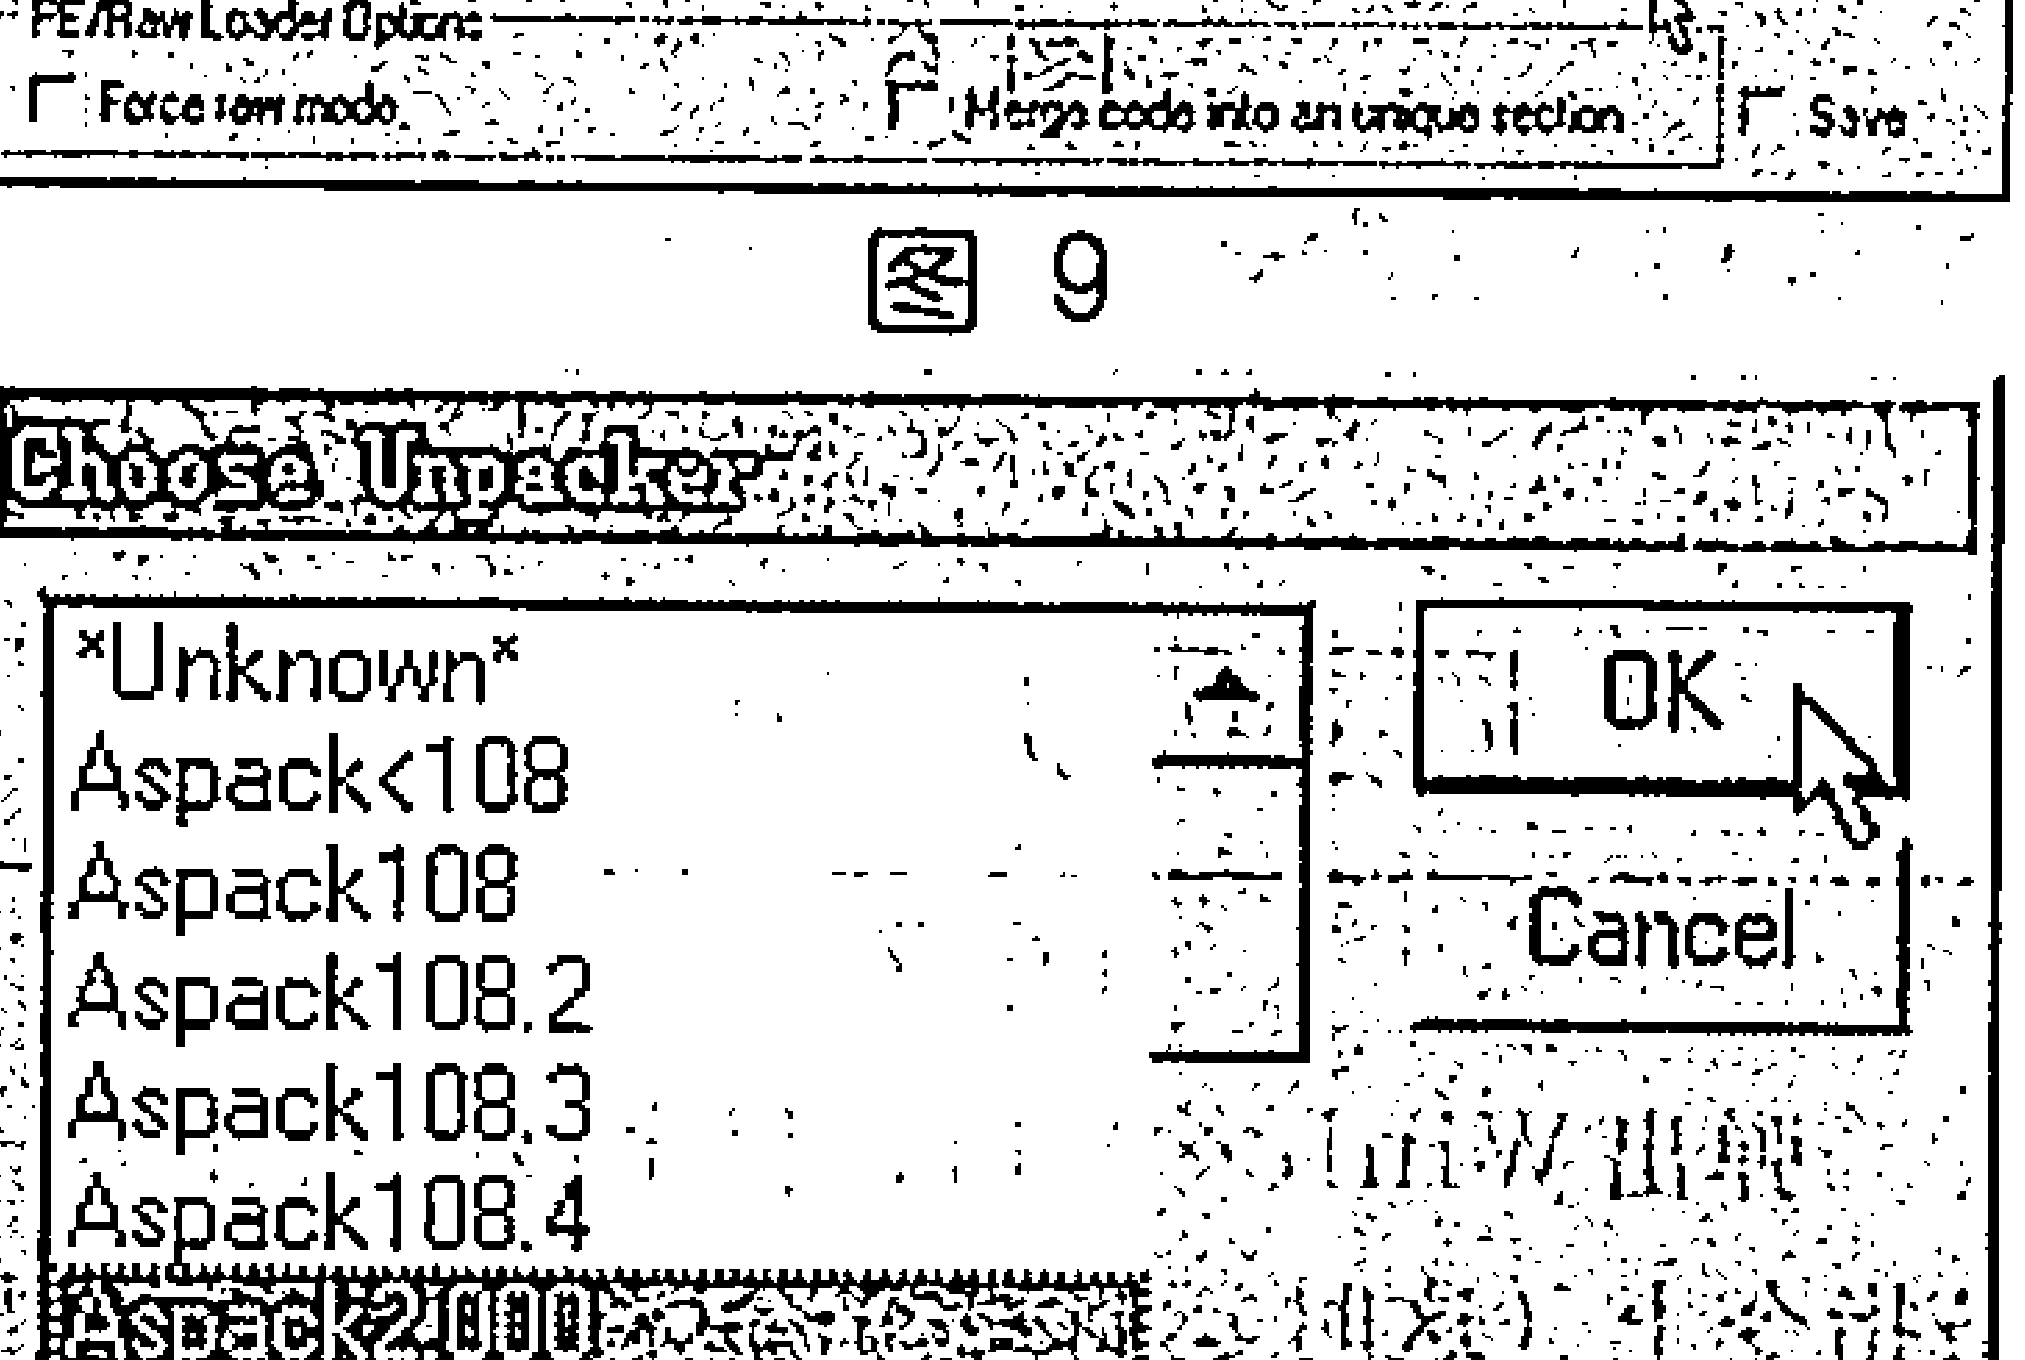 PE/Raw Loader Options
Force raw mode
Merge code into an unique section
Save
图 9
Choose Unpacker
*Unknown*
Aspack<108
Aspack108
Aspack108.2
Aspack108.3
Aspack108.4
Aspack2000
OK
Cancel